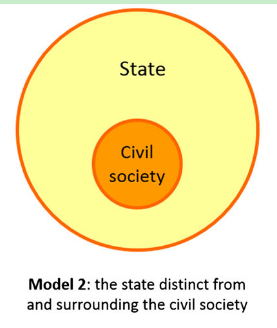 State
Civil
society
Model 2: the state distinct from
and surrounding the civil society